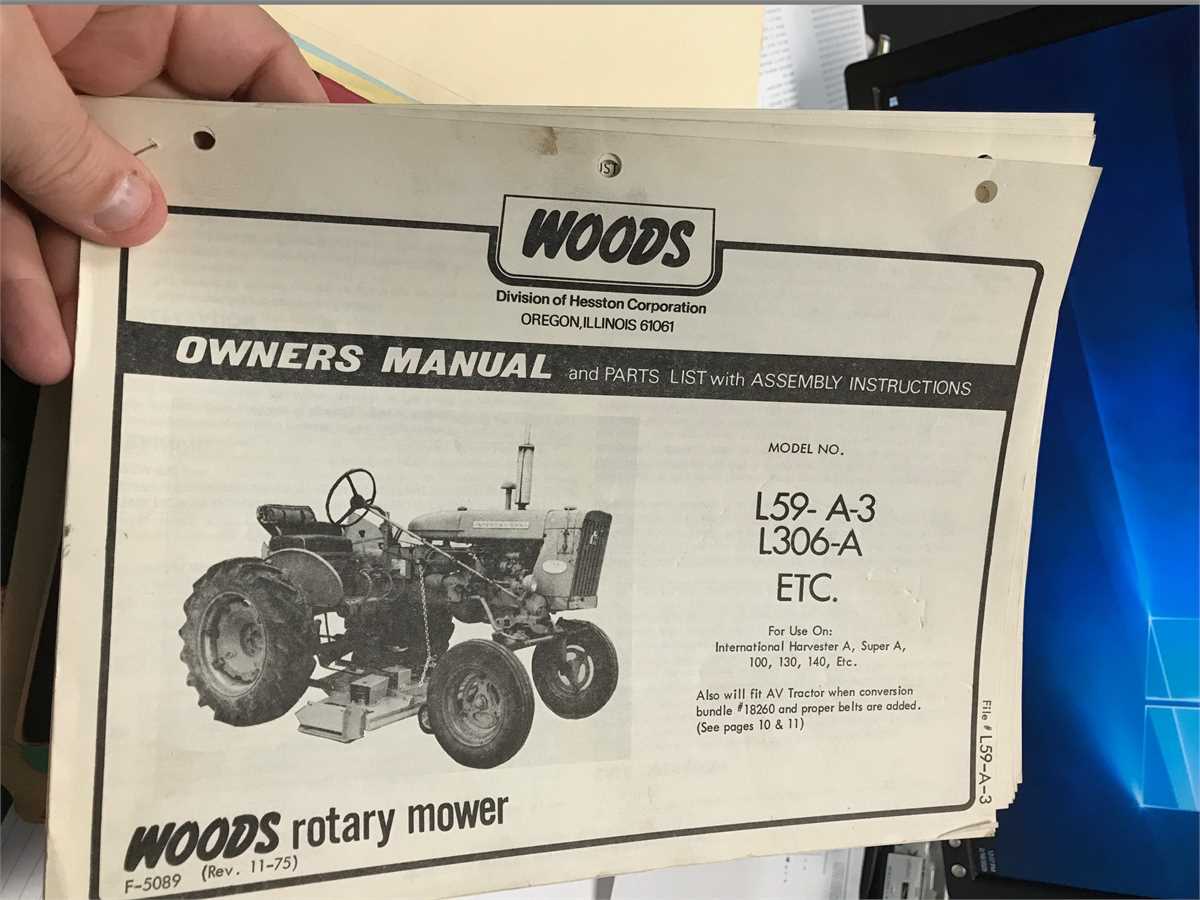 IST
WOODS
Division of Hesston Corporation
OREGON, ILLINOIS 61061
OWNERS MANUAL and PARTS LIST with ASSEMBLY INSTRUCTIONS
MODEL NO.
L59- A-3
L306-A
ETC.
For Use On:
International Harvester A, Super A,
100, 130, 140, Etc.
Also will fit AV Tractor when conversion
bundle #18260 and proper belts are added.
(See pages 10 & 11)
File # L59-A-3
WOODS rotary mower
F-5089 (Rev. 11-75)